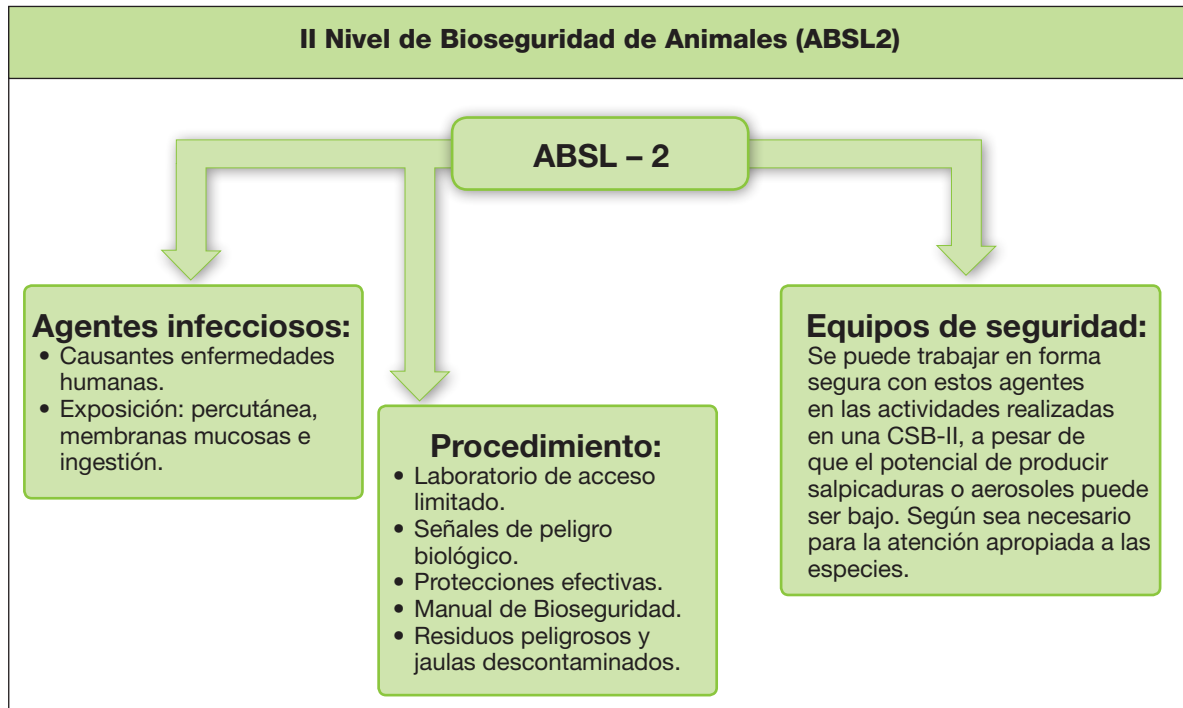 II Nivel de Bioseguridad de Animales (ABSL2)
ABSL – 2
Agentes infecciosos:
• Causantes enfermedades
humanas.
• Exposición: percutánea,
membranas mucosas e
ingestión.
Procedimiento:
• Laboratorio de acceso
limitado.
• Señales de peligro
biológico.
• Protecciones efectivas.
• Manual de Bioseguridad.
• Residuos peligrosos y
jaulas descontaminados.
Equipos de seguridad:
Se puede trabajar en forma
segura con estos agentes
en las actividades realizadas
en una CSB-II, a pesar de
que el potencial de producir
salpicaduras o aerosoles puede
ser bajo. Según sea necesario
para la atención apropiada a las
especies.